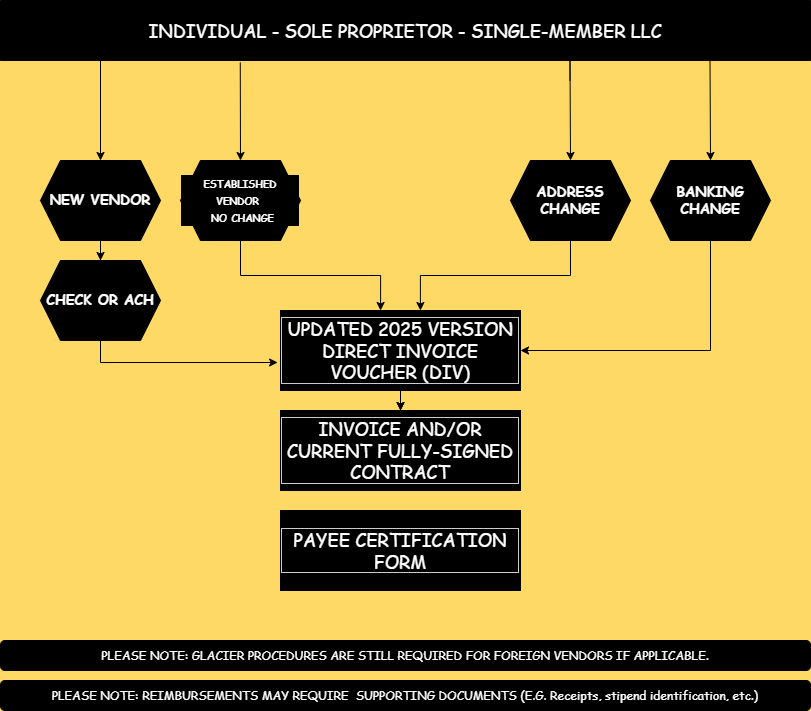 INDIVIDUAL - SOLE PROPRIETOR - SINGLE-MEMBER LLC
NEW VENDOR
ESTABLISHED
VENDOR
NO CHANGE
ADDRESS
CHANGE
BANKING
CHANGE
CHECK OR ACH
UPDATED 2025 VERSION
DIRECT INVOICE
VOUCHER (DIV)
INVOICE AND/OR
CURRENT FULLY-SIGNED
CONTRACT
PAYEE CERTIFICATION
FORM
PLEASE NOTE: GLACIER PROCEDURES ARE STILL REQUIRED FOR FOREIGN VENDORS IF APPLICABLE.
PLEASE NOTE: REIMBURSEMENTS MAY REQUIRE SUPPORTING DOCUMENTS (E.G. Receipts, stipend identification, etc.)